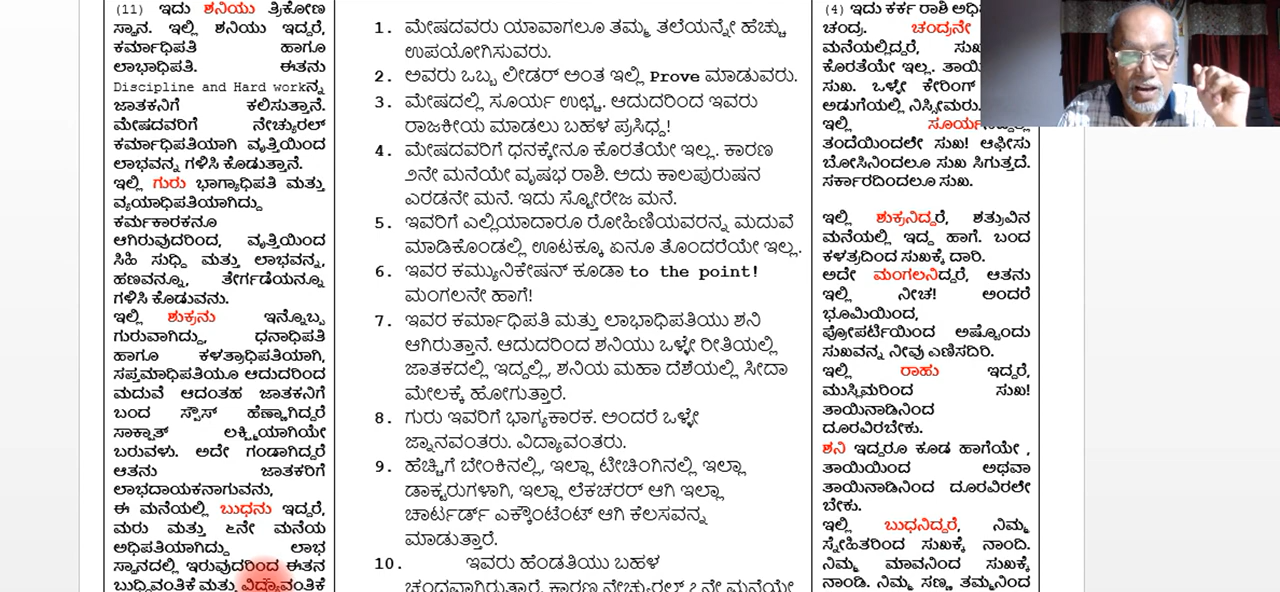 (11) ಇದು ಶನಿಯು ತ್ರಿಕೋಣ
ಸ್ಥಾನ. ಇಲ್ಲಿ ಶನಿಯು ಇದ್ದರೆ,
ಕರ್ಮಾಧಿಪತಿ ಹಾಗೂ
ಲಾಭಾಧಿಪತಿ. ಈತನು
Discipline and Hard workನ್ನ
ಜಾತಕನಿಗೆ ಕಲಿಸುತ್ತಾನೆ.
ಮೇಷದವರಿಗೆ ನೇಚ್ಯುರಲ್
ಕರ್ಮಾಧಿಪತಿಯಾಗಿ ವೃತ್ತಿಯಿಂದ
ಲಾಭವನ್ನ ಗಳಿಸಿ ಕೊಡುತ್ತಾನೆ.
ಇಲ್ಲಿ ಗುರು ಭಾಗ್ಯಾಧಿಪತಿ ಮತ್ತು
ವ್ಯಯಾಧಿಪತಿಯಾಗಿದ್ದು
ಕರ್ಮಕಾರಕನೂ
ಆಗಿರುವುದರಿಂದ, ವೃತ್ತಿಯಿಂದ
ಸಿಹಿ ಸುಧ್ದಿ ಮತ್ತು ಲಾಭವನ್ನು,
ಹಣವನ್ನೂ, ತೇರ್ಗಡೆಯನ್ನೂ
ಗಳಿಸಿ ಕೊಡುವನು.
ಇಲ್ಲಿ ಶುಕ್ರನು ಇನ್ನೊಬ್ಬ
ಗುರುವಾಗಿದ್ದು, ಧನಾಧಿಪತಿ
ಹಾಗೂ ಕಳತ್ರಾಧಿಪತಿಯಾಗಿ,
ಸಪ್ತಮಾಧಿಪತಿಯೂ ಆದುದರಿಂದ
ಮದುವೆ ಆದಂತಹ ಜಾತಕನಿಗೆ
ಬಂದ ಸ್ಪೌಸ್ ಹೆಣ್ಣಾಗಿದ್ದರೆ
ಸಾಕ್ಷಾತ್ ಲಕ್ಷ್ಮಿಯಾಗಿಯೇ
ಬರುವಳು. ಅದೇ ಗಂಡಾಗಿದ್ದರೆ
ಆತನು ಜಾತಕರಿಗೆ
ಲಾಭದಾಯಕನಾಗುವನು,
ಈ ಮನೆಯಲ್ಲಿ ಬುಧನು ಇದ್ದರೆ,
ಮರು ಮತ್ತು ೬ನೇ ಮನೆಯ
ಅಧಿಪತಿಯಾಗಿದ್ದು ಲಾಭ
ಸ್ಥಾನದಲ್ಲಿ ಇರುವುದರಿಂದ ಈತನ
ಬುಧ್ದಿವಂತಿಕೆ ಮತ್ತು ವಿದ್ಯಾವಂತಿಕೆ
1. ಮೇಷದವರು ಯಾವಾಗಲೂ ತಮ್ಮ ತಲೆಯನ್ನೇ ಹೆಚ್ಚು
ಉಪಯೋಗಿಸುವರು.
2. ಅವರು ಒಬ್ಬ ಲೀಡರ್ ಅಂತ ಇಲ್ಲಿ Prove ಮಾಡುವರು.
3. ಮೇಷದಲ್ಲಿ ಸೂರ್ಯ ಉಛ್ಚ. ಆದುದರಿಂದ ಇವರು
ರಾಜಕೀಯ ಮಾಡಲು ಬಹಳ ಪ್ರಸಿಧ್ಧ!
4. ಮೇಷದವರಿಗೆ ಧನಕ್ಕೇನೂ ಕೊರತೆಯೇ ಇಲ್ಲ. ಕಾರಣ
೨ನೇ ಮನೆಯೇ ವೃಷಭ ರಾಶಿ. ಅದು ಕಾಲಪುರುಷನ
ಎರಡನೇ ಮನೆ. ಇದು ಸ್ಟೋರೇಜ ಮನೆ.
5. ಇವರಿಗೆ ಎಲ್ಲಿಯಾದಾರೂ ರೋಹಿಣಿಯವರನ್ನ ಮದುವೆ
ಮಾಡಿಕೊಂಡಲ್ಲಿ ಊಟಕ್ಕೂ ಏನೂ ತೊಂದರೆಯೇ ಇಲ್ಲ.
6. ಇವರ ಕಮ್ಯುನಿಕೇಷನ್ ಕೂಡಾ to the point!
ಮಂಗಲನೇ ಹಾಗೆ!
7. ಇವರ ಕರ್ಮಾಧಿಪತಿ ಮತ್ತು ಲಾಭಾಧಿಪತಿಯು ಶನಿ
ಆಗಿರುತ್ತಾನೆ. ಆದುದರಿಂದ ಶನಿಯು ಒಳ್ಳೇ ರೀತಿಯಲ್ಲಿ
ಜಾತಕದಲ್ಲಿ ಇದ್ದಲ್ಲಿ, ಶನಿಯ ಮಹಾ ದೆಶೆಯಲ್ಲಿ ಸೀದಾ
ಮೇಲಕ್ಕೆ ಹೋಗುತ್ತಾರೆ.
8. ಗುರು ಇವರಿಗೆ ಭಾಗ್ಯಕಾರಕ. ಅಂದರೆ ಒಳ್ಳೇ
ಜ್ನಾನವಂತರು. ವಿದ್ಯಾವಂತರು.
9. ಹೆಚ್ಚಿಗೆ ಬೇಂಕಿನಲ್ಲಿ, ಇಲ್ಲಾ ಟೀಚಿಂಗಿನಲ್ಲಿ ಇಲ್ಲಾ
ಡಾಕ್ಟರುಗಳಾಗಿ, ಇಲ್ಲಾ ಲೆಕಚರರ್ ಆಗಿ ಇಲ್ಲಾ
ಚಾರ್ಟರ್ಡ್ ಎಕ್ಕೌಂಟೆಂಟ್ ಆಗಿ ಕೆಲಸವನ್ನ
ಮಾಡುತ್ತಾರೆ.
10. ಇವರು ಹೆಂಡತಿಯು ಬಹಳ
ಚಂದವಾಗಿರುತ್ತಾರೆ. ಕಾರಣ ನೇಚ್ಯುರಲ್ ೭ನೇ ಮನೆಯೇ
(4) ಇದು ಕರ್ಕ ರಾಶಿ
ಚಂದ್ರ. ಚಂದ್ರನೇ
ಮನೆಯಲ್ಲಿದ್ದರೆ,
ಕೊರತೆಯೇ ಇಲ್ಲ.
ಸುಖ. ಒಳ್ಳೇ ಕೇರಿಂಗ್
ಅಡುಗೆಯಲ್ಲಿ ನಿಸ್ಸೀಮರು.
ಇಲ್ಲಿ
ತಂದೆಯಿಂದಲೇ ಸುಖ! ಆಫೀಸು
ಬೋಸಿನಿಂದಲೂ ಸುಖ ಸಿಗುತ್ತದೆ.
ಸರ್ಕಾರದಿಂದಲೂ ಸುಖ.
ಇಲ್ಲಿ ಶುಕ್ರನಿದ್ದರೆ, ಶತ್ರುವಿನ
ಮನೆಯಲ್ಲಿ ಇದ್ದ ಹಾಗೆ. ಬಂದ
ಕಳತ್ರದಿಂದ ಸುಖಕ್ಕೆ ದಾರಿ.
ಅದೇ ಮಂಗಲನಿದ್ದರೆ, ಆತನು
ಇಲ್ಲಿ ನೀಚ! ಅಂದರೆ
ಭೂಮಿಯಿಂದ,
ಪ್ರೋಪರ್ಟಿಯಿಂದ ಅಷ್ಟೊಂದು
ಸುಖವನ್ನ ನೀವು ಎಣಿಸದಿರಿ.
ಇಲ್ಲಿ ರಾಹು ಇದ್ದರೆ,
ಮುಸ್ಲಿಮರಿಂದ ಸುಖ!
ತಾಯಿನಾಡಿನಿಂದ
ದೂರವಿರಬೇಕು.
ಶನಿ ಇದ್ದರೂ ಕೂಡ ಹಾಗೆಯೇ ,
ತಾಯಿಯಿಂದ ಅಥವಾ
ತಾಯಿನಾಡಿನಿಂದ ದೂರವಿರಲೇ
ಬೇಕು.
ಇಲ್ಲಿ ಬುಧನಿದ್ದರೆ, ನಿಮ್ಮ
ಸ್ನೇಹಿತರಿಂದ ಸುಖಕ್ಕೆ ನಾಂದಿ.
ನಿಮ್ಮ ಮಾವನಿಂದ ಸುಖಕ್ಕೆ
ನಾಂಡಿ. ನಿಮ್ಮ ಸಣ್ಣ ತಮ್ಮನಿಂದ